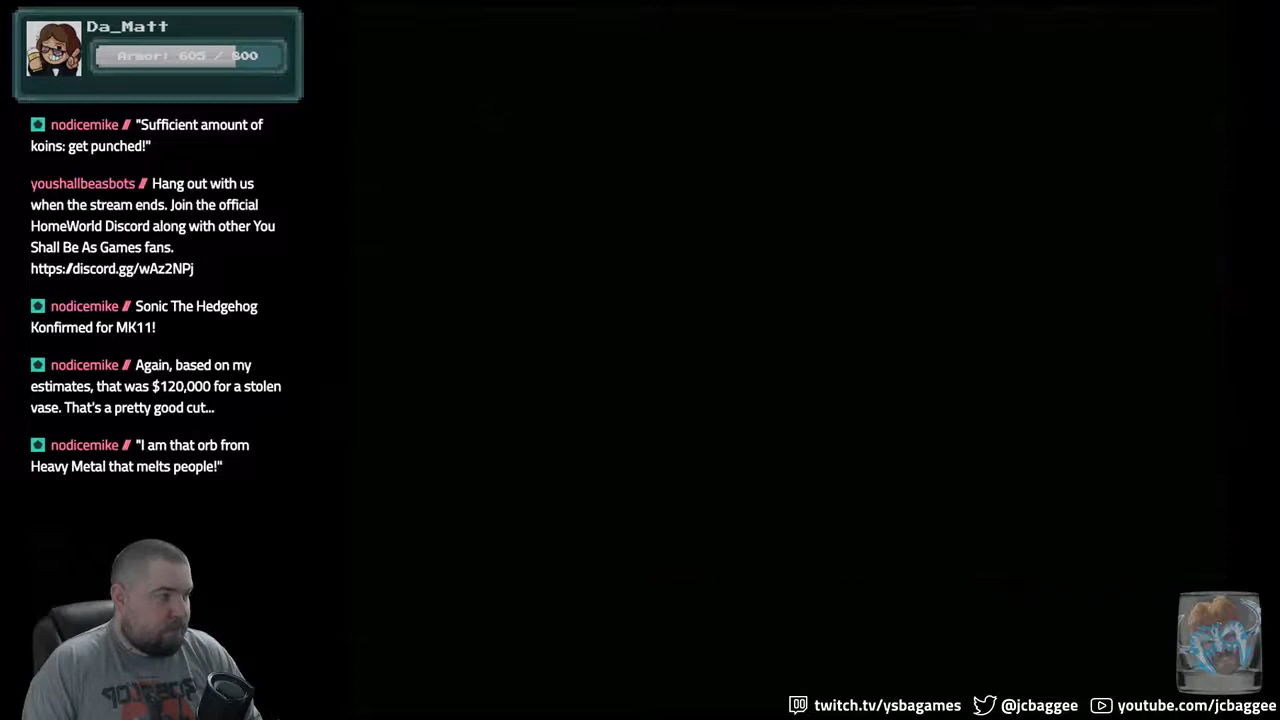 Da_Matt
Armor: 605 / 800
nodicemike // "Sufficient amount of
koins: get punched!"
youshallbeasbots // Hang out with us
when the stream ends. Join the official
HomeWorld Discord along with other You
Shall Be As Games fans.
https://discord.gg/wAz2NPj
nodicemike // Sonic The Hedgehog
Konfirmed for MK11!
nodicemike // Again, based on my
estimates, that was $120,000 for a stolen
vase. That's a pretty good cut...
nodicemike // "I am that orb from
Heavy Metal that melts people!"
twitch.tv/ysbagames @jcbaggee youtube.com/jcbaggee